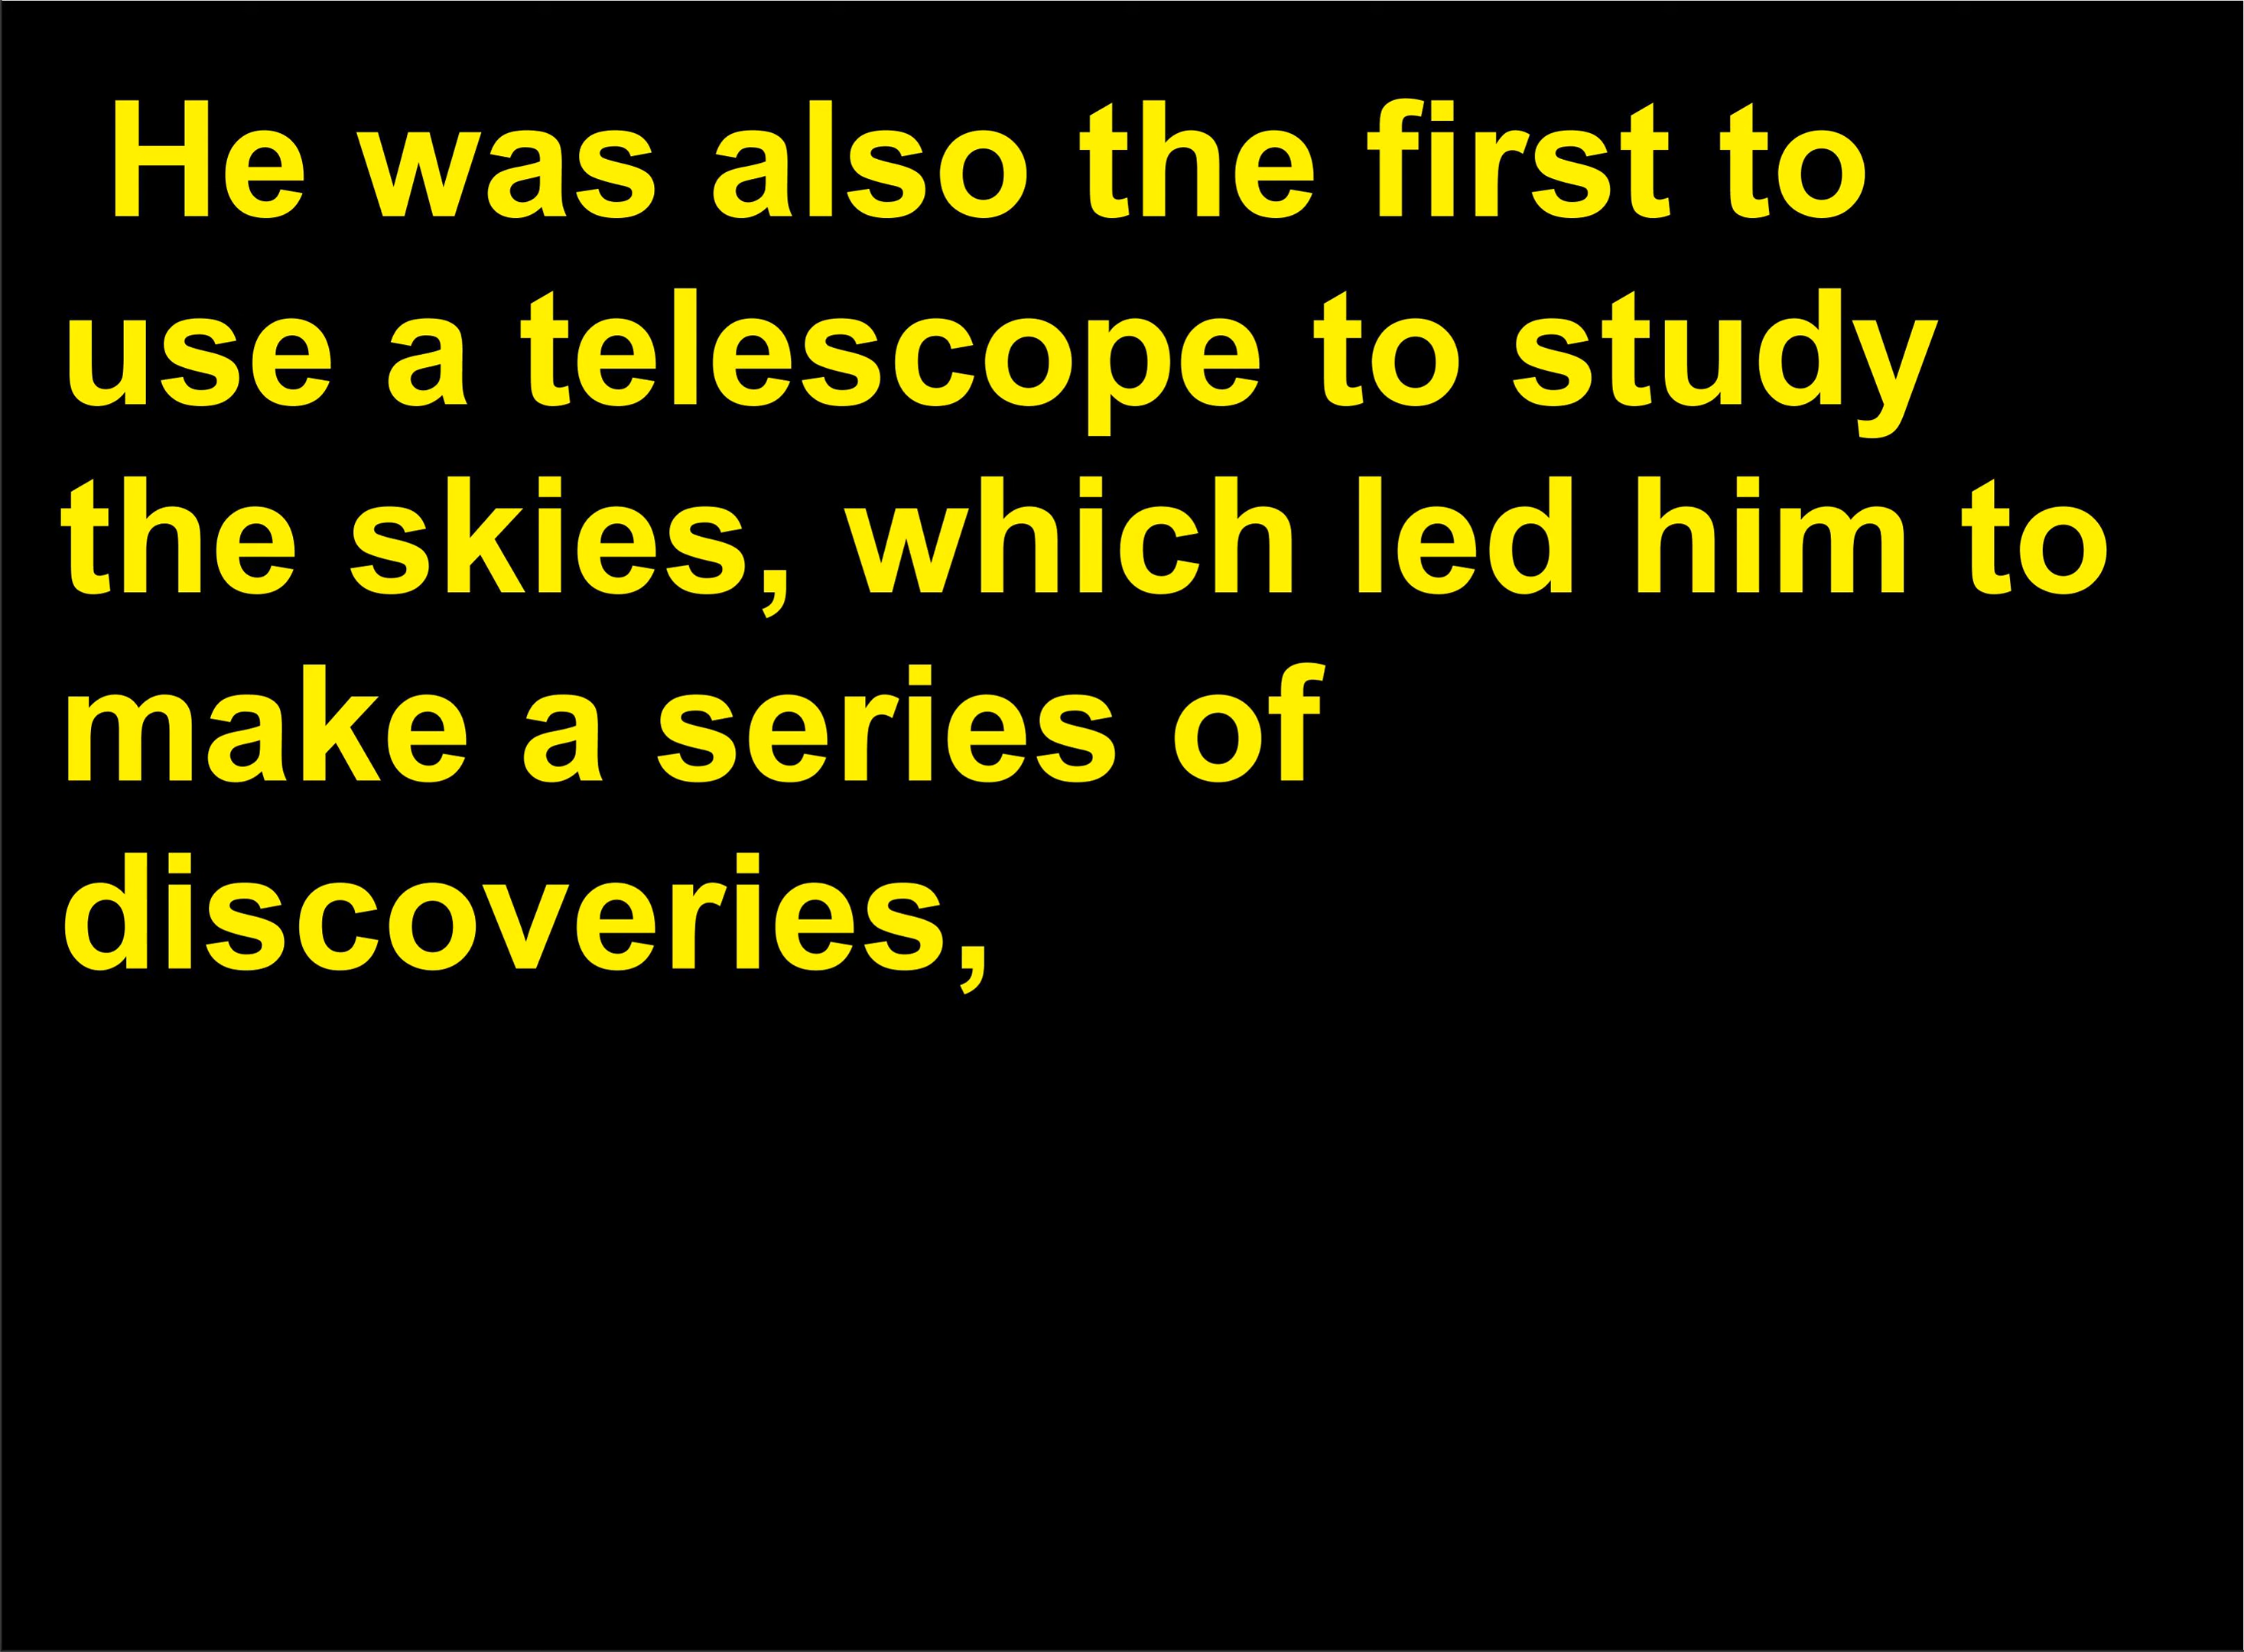 He was also the first to
use a telescope to study
the skies, which led him to
make a series of
discoveries,